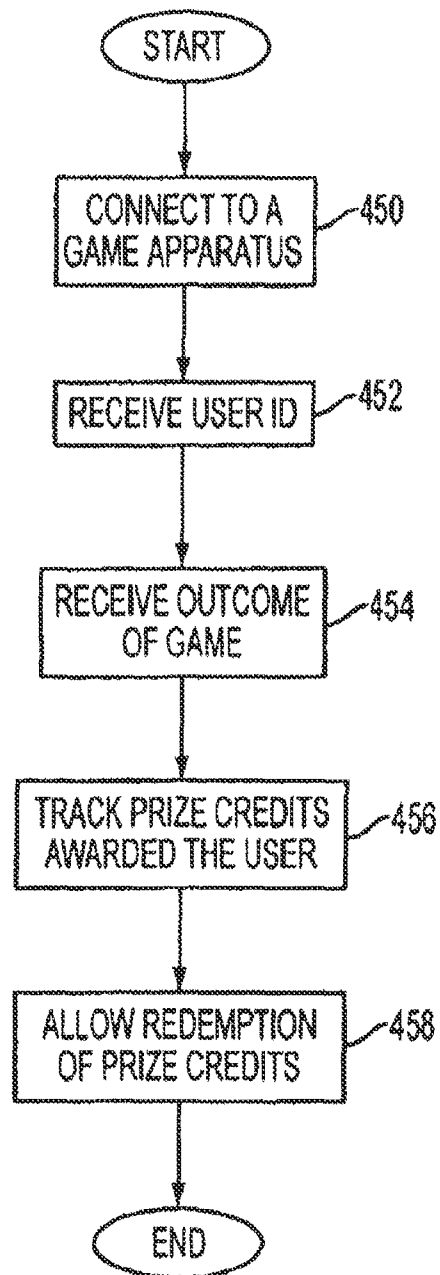 START
CONNECT TO A
GAME APPARATUS
450
RECEIVE USER ID
452
RECEIVE OUTCOME
OF GAME
454
TRACK PRIZE CREDITS
AWARDED THE USER
456
ALLOW REDEMPTION
OF PRIZE CREDITS
458
END